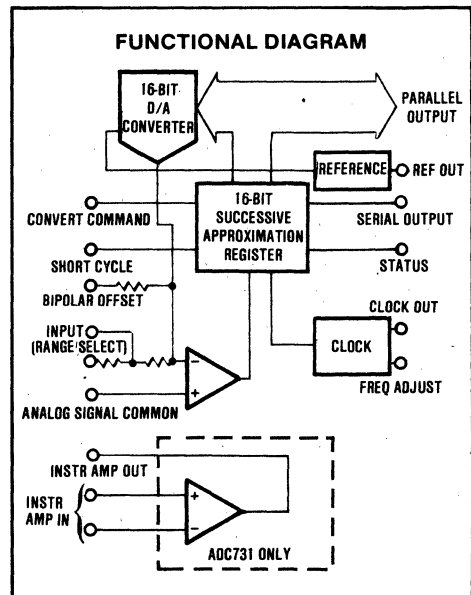 FUNCTIONAL DIAGRAM
16-BIT
D/A
CONVERTER
PARALLEL
OUTPUT
REFERENCE
REF OUT
16-BIT
SUCCESSIVE
APPROXIMATION
REGISTER
CONVERT COMMAND
SERIAL OUTPUT
SHORT CYCLE
STATUS
BIPOLAR OFFSET
CLOCK OUT
INPUT
(RANGE/SELECT)
CLOCK
FREQ ADJUST
−
+
ANALOG SIGNAL COMMON
INSTR AMP OUT
INSTR
AMP IN
+
−
ADC731 ONLY